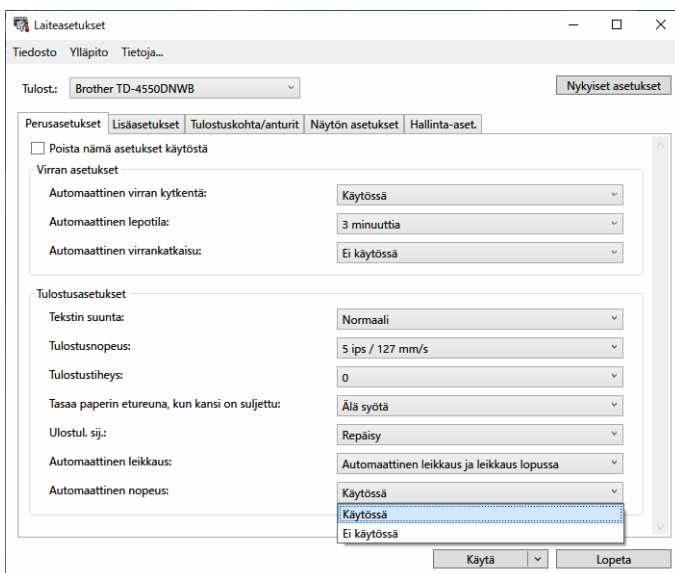 Laiteasetukset
Tiedosto Ylläpito Tietoja...
Tulost.: Brother TD-4550DNWB Nykyiset asetukset
Perusasetukset Lisäasetukset Tulostuskohta/anturit Näytön asetukset Hallinta-aset.
Poista nämä asetukset käytöstä
Virran asetukset
Automaattinen virran kytkentä: Käytössä
Automaattinen lepotila: 3 minuuttia
Automaattinen virrankatkaisu: Ei käytössä
Tulostusasetukset
Tekstin suunta: Normaali
Tulostusnopeus: 5 ips / 127 mm/s
Tulostustiheys: 0
Tasaa paperin etureuna, kun kansi on suljettu: Älä syötä
Ulostul. sij.: Repäisy
Automaattinen leikkaus: Automaattinen leikkaus ja leikkaus lopussa
Automaattinen nopeus: Käytössä
Käytössä
Ei käytössä
Käytä Lopeta